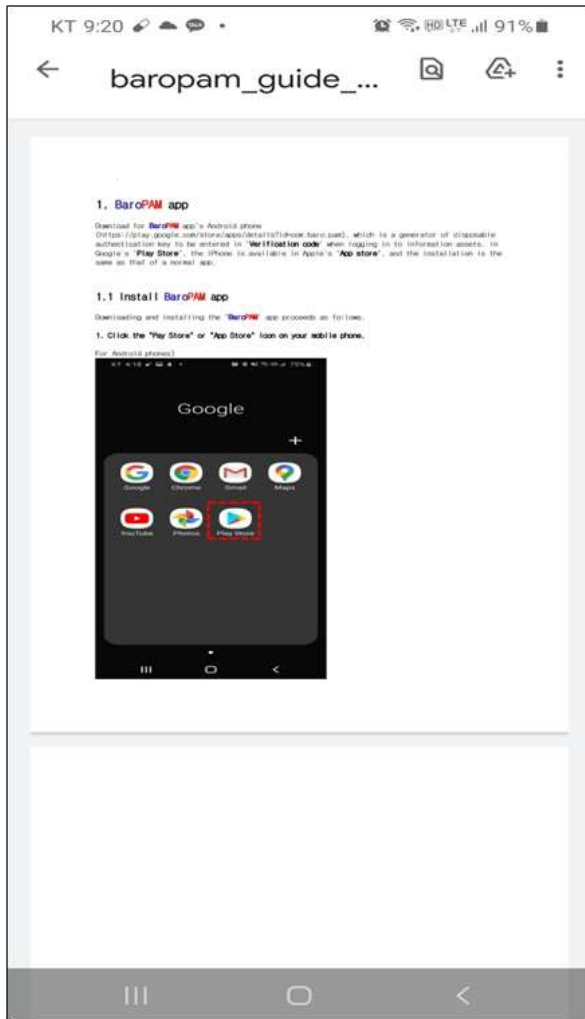 KT 9:20
LTE
91%
baropam_guide_...
1. BaroPAM app
Download for BaroPAM app's Android phone
(https://play.google.com/store/apps/details?id=com.baro.pam), which is a generator of disposable
authentication key to be entered in "Verification code" when logging in to information assets. In
Google's "Play Store", the iPhone is available in Apple's "App store", and the installation is the
same as that of a normal app.
1.1 Install BaroPAM app
Downloading and installing the "BaroPAM" app proceeds as follows.
1. Click the "Play Store" or "App Store" icon on your mobile phone.
For Android phones]
Google
Google Chrome Gmail Maps
YouTube Photos Play Store